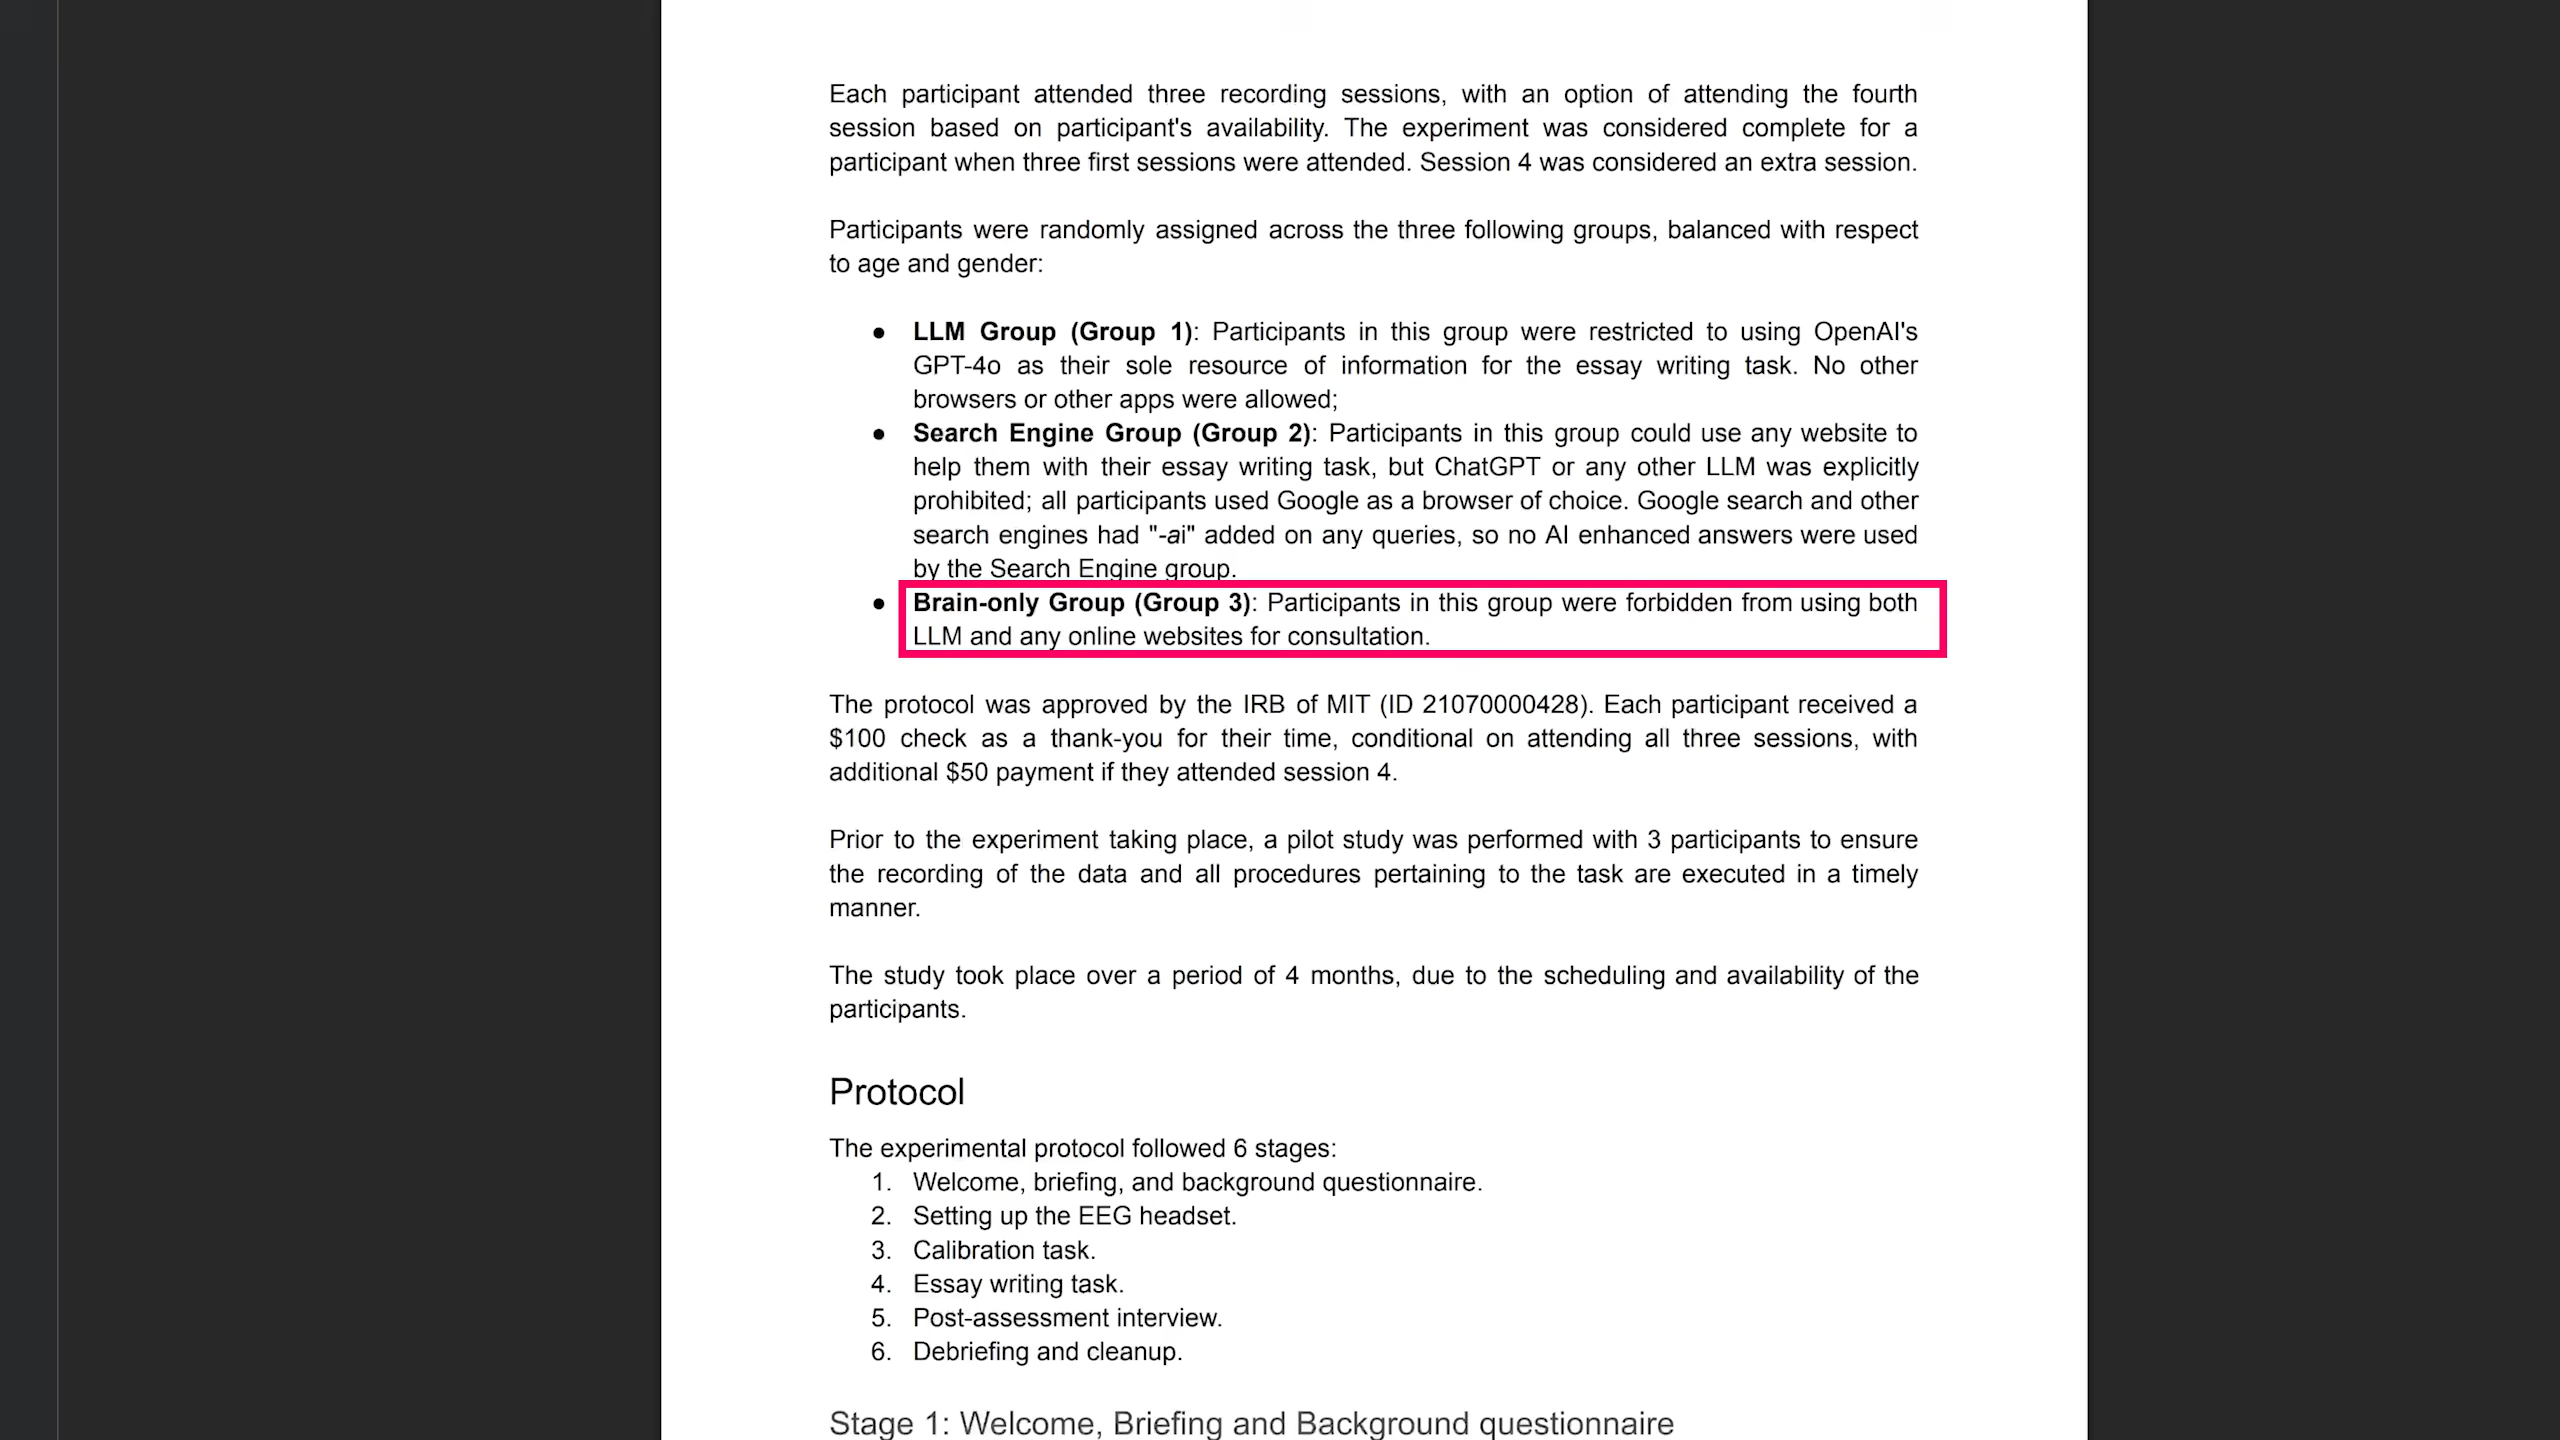 Each participant attended three recording sessions, with an option of attending the fourth
session based on participant's availability. The experiment was considered complete for a
participant when three first sessions were attended. Session 4 was considered an extra session.
Participants were randomly assigned across the three following groups, balanced with respect
to age and gender:
● LLM Group (Group 1): Participants in this group were restricted to using OpenAI's
GPT-4o as their sole resource of information for the essay writing task. No other
browsers or other apps were allowed;
● Search Engine Group (Group 2): Participants in this group could use any website to
help them with their essay writing task, but ChatGPT or any other LLM was explicitly
prohibited; all participants used Google as a browser of choice. Google search and other
search engines had "-ai" added on any queries, so no AI enhanced answers were used
by the Search Engine group.
● Brain-only Group (Group 3): Participants in this group were forbidden from using both
LLM and any online websites for consultation.
The protocol was approved by the IRB of MIT (ID 21070000428). Each participant received a
$100 check as a thank-you for their time, conditional on attending all three sessions, with
additional $50 payment if they attended session 4.
Prior to the experiment taking place, a pilot study was performed with 3 participants to ensure
the recording of the data and all procedures pertaining to the task are executed in a timely
manner.
The study took place over a period of 4 months, due to the scheduling and availability of the
participants.
Protocol
The experimental protocol followed 6 stages:
1. Welcome, briefing, and background questionnaire.
2. Setting up the EEG headset.
3. Calibration task.
4. Essay writing task.
5. Post-assessment interview.
6. Debriefing and cleanup.
Stage 1: Welcome, Briefing and Background questionnaire